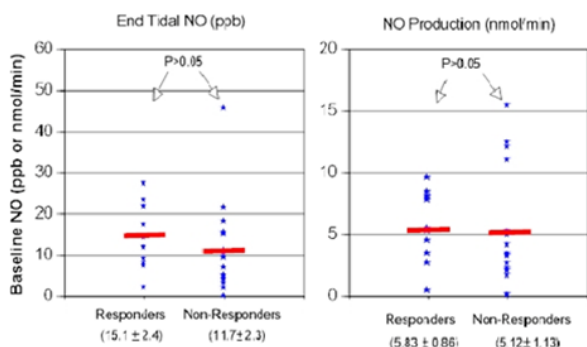 End Tidal NO (ppb)
Baseline NO (ppb or nmol/min)
60
50
40
30
20
10
0
P>0.05
Responders
Non-Responders
(15.1 ± 2.4)
(11.7±2.3)
NO Production (nmol/min)
20
15
10
5
0
P>0.05
Responders
Non-Responders
(5.83 ± 0.86)
(5.12±1.13)